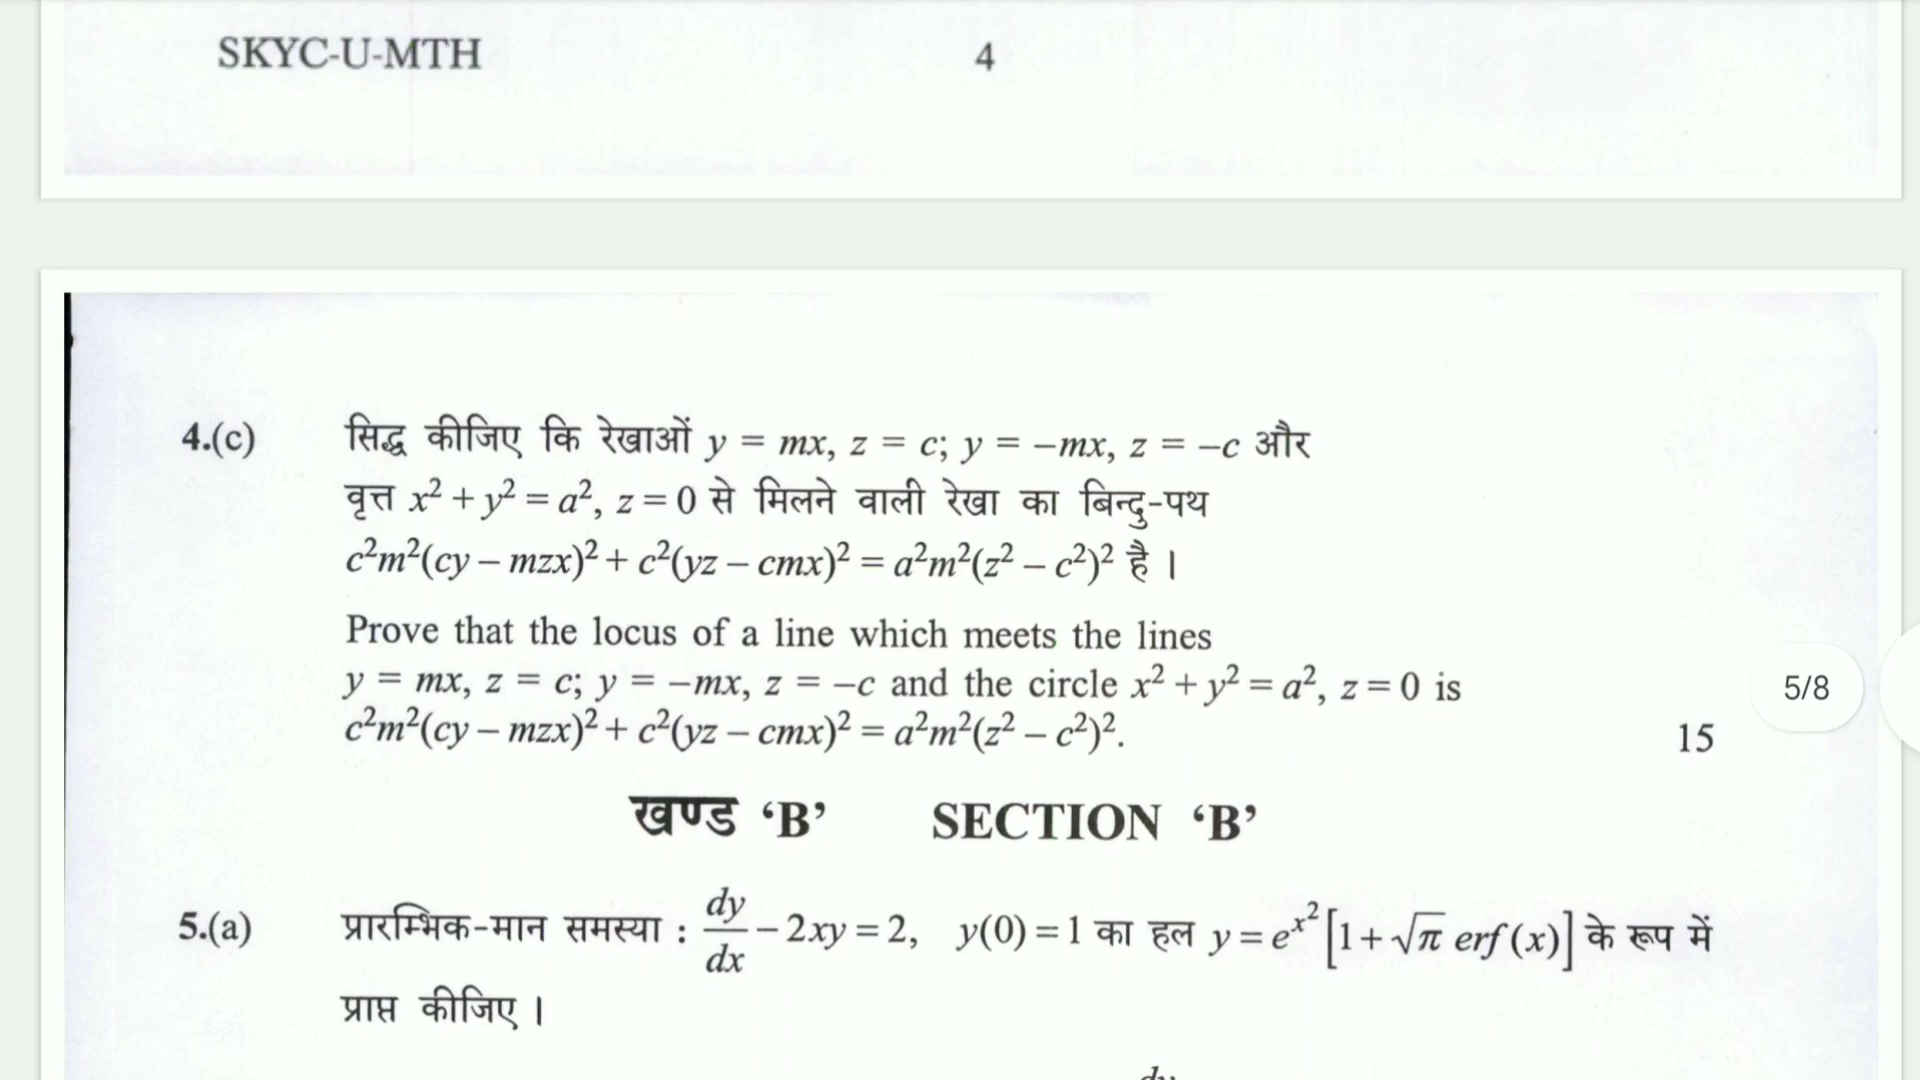 SKYC-U-MTH 4
4.(c) सिद्ध कीजिए कि रेखाओं y = mx, z = c; y = −mx, z = −c और
वृत्त x² + y² = a², z = 0 से मिलने वाली रेखा का बिन्दु-पथ
c²m²(cy − mzx)² + c²(yz − cmx)² = a²m²(z² − c²)² है ।
Prove that the locus of a line which meets the lines
y = mx, z = c; y = −mx, z = −c and the circle x² + y² = a², z = 0 is
c²m²(cy − mzx)² + c²(yz − cmx)² = a²m²(z² − c²)². 15
5/8
खण्ड ‘B’ SECTION ‘B’
5.(a) प्रारम्भिक-मान समस्या : dy/dx − 2xy = 2, y(0) = 1 का हल y = eˣ² [1 + √π erf (x)] के रूप में
प्राप्त कीजिए ।